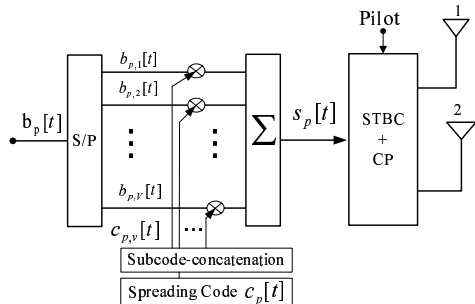 Pilot
1
b_{p,1}[t]
b_{p,2}[t]
b_p[t]
S/P
∑
s_p[t]
STBC
+
CP
2
b_{p,V}[t]
c_{p,v}[t]
Subcode-concatenation
Spreading Code c_p[t]